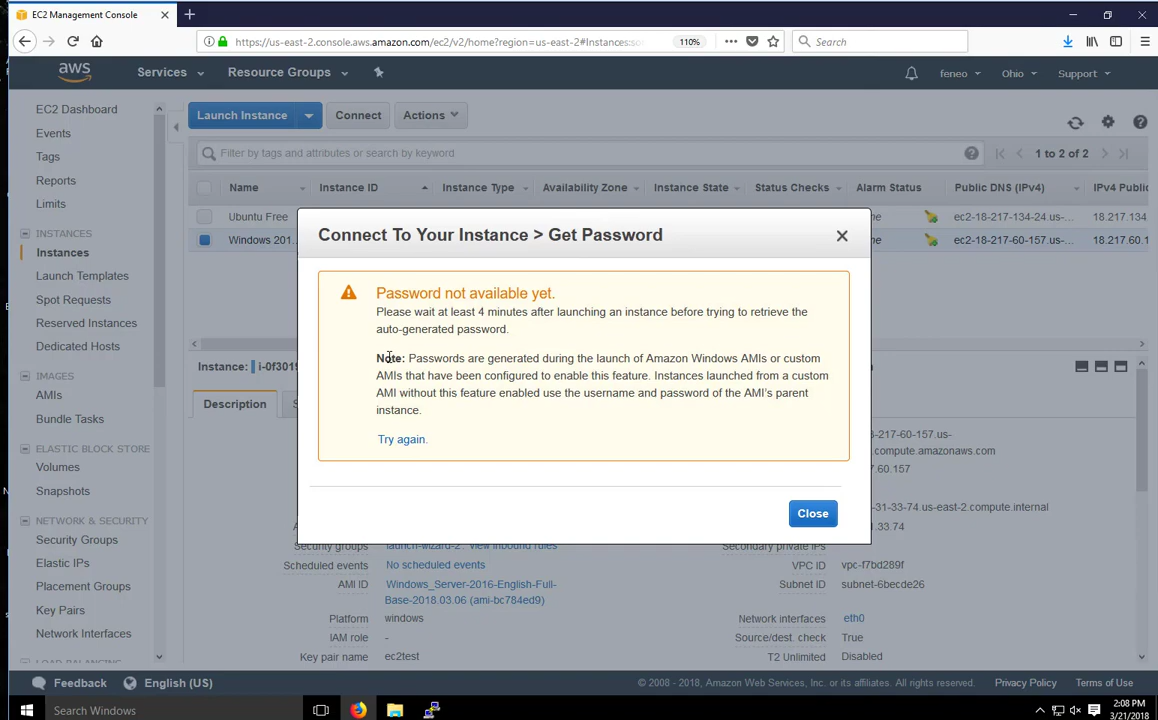 EC2 Management Console
https://us-east-2.console.aws.amazon.com/ec2/v2/home?region=us-east-2#Instances:so
110%
Search
aws
Services
Resource Groups
feneo
Ohio
Support
EC2 Dashboard
Events
Tags
Reports
Limits
INSTANCES
Instances
Launch Templates
Spot Requests
Reserved Instances
Dedicated Hosts
IMAGES
AMIs
Bundle Tasks
ELASTIC BLOCK STORE
Volumes
Snapshots
NETWORK & SECURITY
Security Groups
Elastic IPs
Placement Groups
Key Pairs
Network Interfaces
LOAD BALANCING
Launch Instance
Connect
Actions
Filter by tags and attributes or search by keyword
1 to 2 of 2
Name Instance ID Instance Type Availability Zone Instance State Status Checks Alarm Status Public DNS (IPv4) IPv4 Public
Ubuntu Free ec2-18-217-134-24.us-... 18.217.134
Windows 201... ec2-18-217-60-157.us-... 18.217.60.1
Connect To Your Instance > Get Password
Password not available yet.
Please wait at least 4 minutes after launching an instance before trying to retrieve the
auto-generated password.
Note: Passwords are generated during the launch of Amazon Windows AMIs or custom
AMIs that have been configured to enable this feature. Instances launched from a custom
AMI without this feature enabled use the username and password of the AMI's parent
instance.
Try again.
Close
Instance: i-0f3019
Description
-217-60-157.us-
.compute.amazonaws.com
7.60.157
-31-33-74.us-east-2.compute.internal
.33.74
Security groups launch-wizard-2. view inbound rules
Secondary private IPs
Scheduled events No scheduled events
VPC ID vpc-f7bd289f
AMI ID Windows_Server-2016-English-Full-
Base-2018.03.06 (ami-bc784ed9)
Subnet ID subnet-6becde26
Platform windows
Network interfaces eth0
IAM role -
Source/dest. check True
Key pair name ec2test
T2 Unlimited Disabled
Feedback
English (US)
© 2008 - 2018, Amazon Web Services, Inc. or its affiliates. All rights reserved.
Privacy Policy
Terms of Use
Search Windows
2:08 PM
3/21/2018